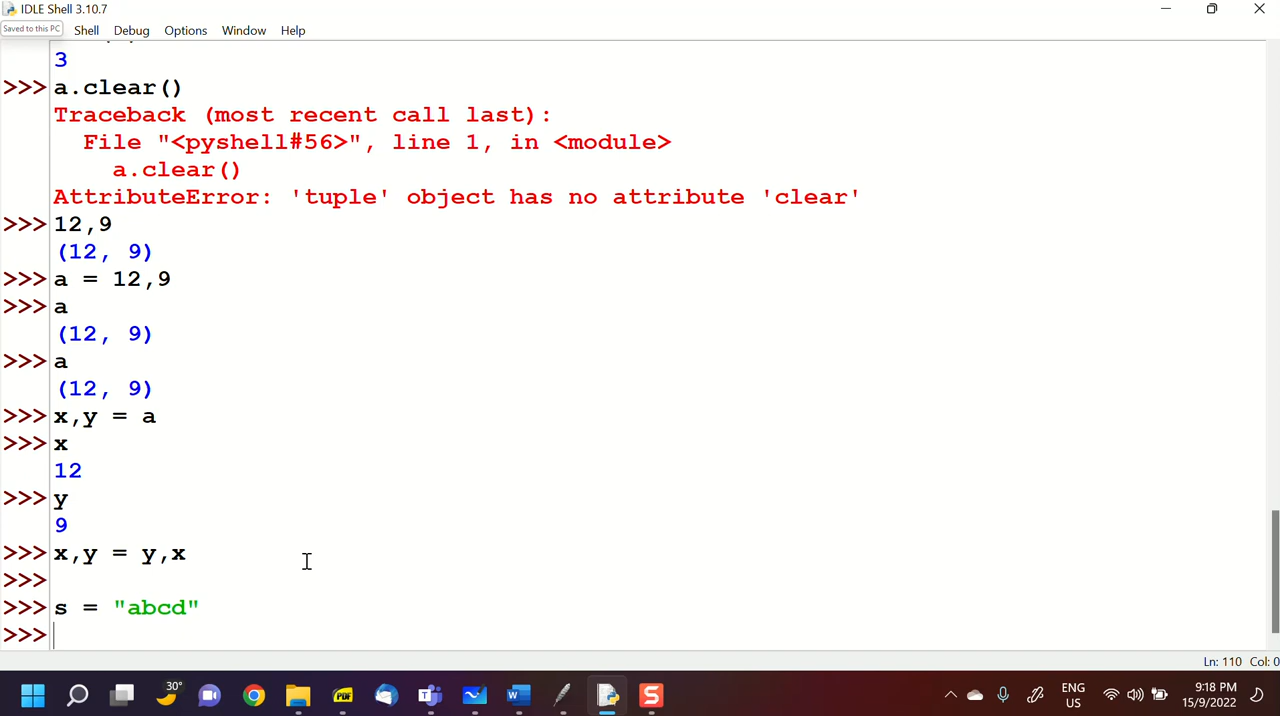 IDLE Shell 3.10.7
Saved to this PC
Shell Debug Options Window Help
3
>>> a.clear()
Traceback (most recent call last):
  File "<pyshell#56>", line 1, in <module>
    a.clear()
AttributeError: 'tuple' object has no attribute 'clear'
>>> 12,9
(12, 9)
>>> a = 12,9
>>> a
(12, 9)
>>> a
(12, 9)
>>> x,y = a
>>> x
12
>>> y
9
>>> x,y = y,x
>>>
>>> s = "abcd"
>>>
Ln: 110 Col: 0
30°
PDF
ENG
US
9:18 PM
15/9/2022